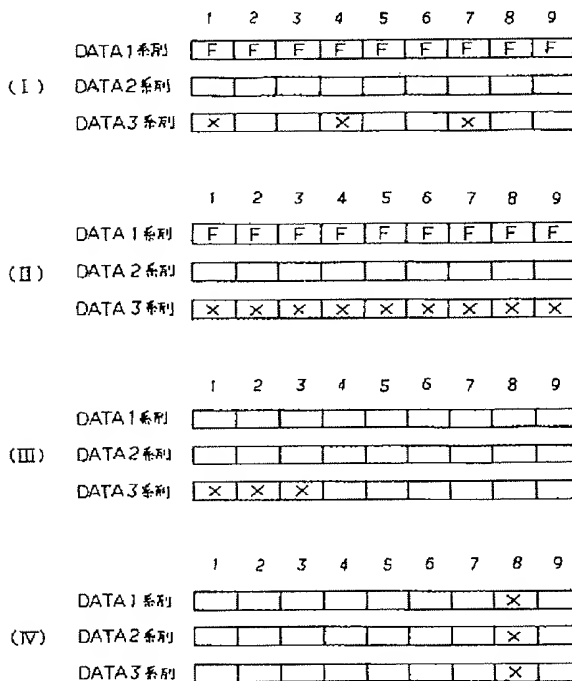 1 2 3 4 5 6 7 8 9
DATA1系列 F F F F F F F F F
(I) DATA2系列
DATA3系列 × × ×
1 2 3 4 5 6 7 8 9
DATA1系列 F F F F F F F F F
(II) DATA2系列
DATA3系列 × × × × × × × × ×
1 2 3 4 5 6 7 8 9
DATA1系列
(III) DATA2系列
DATA3系列 × × ×
1 2 3 4 5 6 7 8 9
DATA1系列 ×
(IV) DATA2系列 ×
DATA3系列 ×